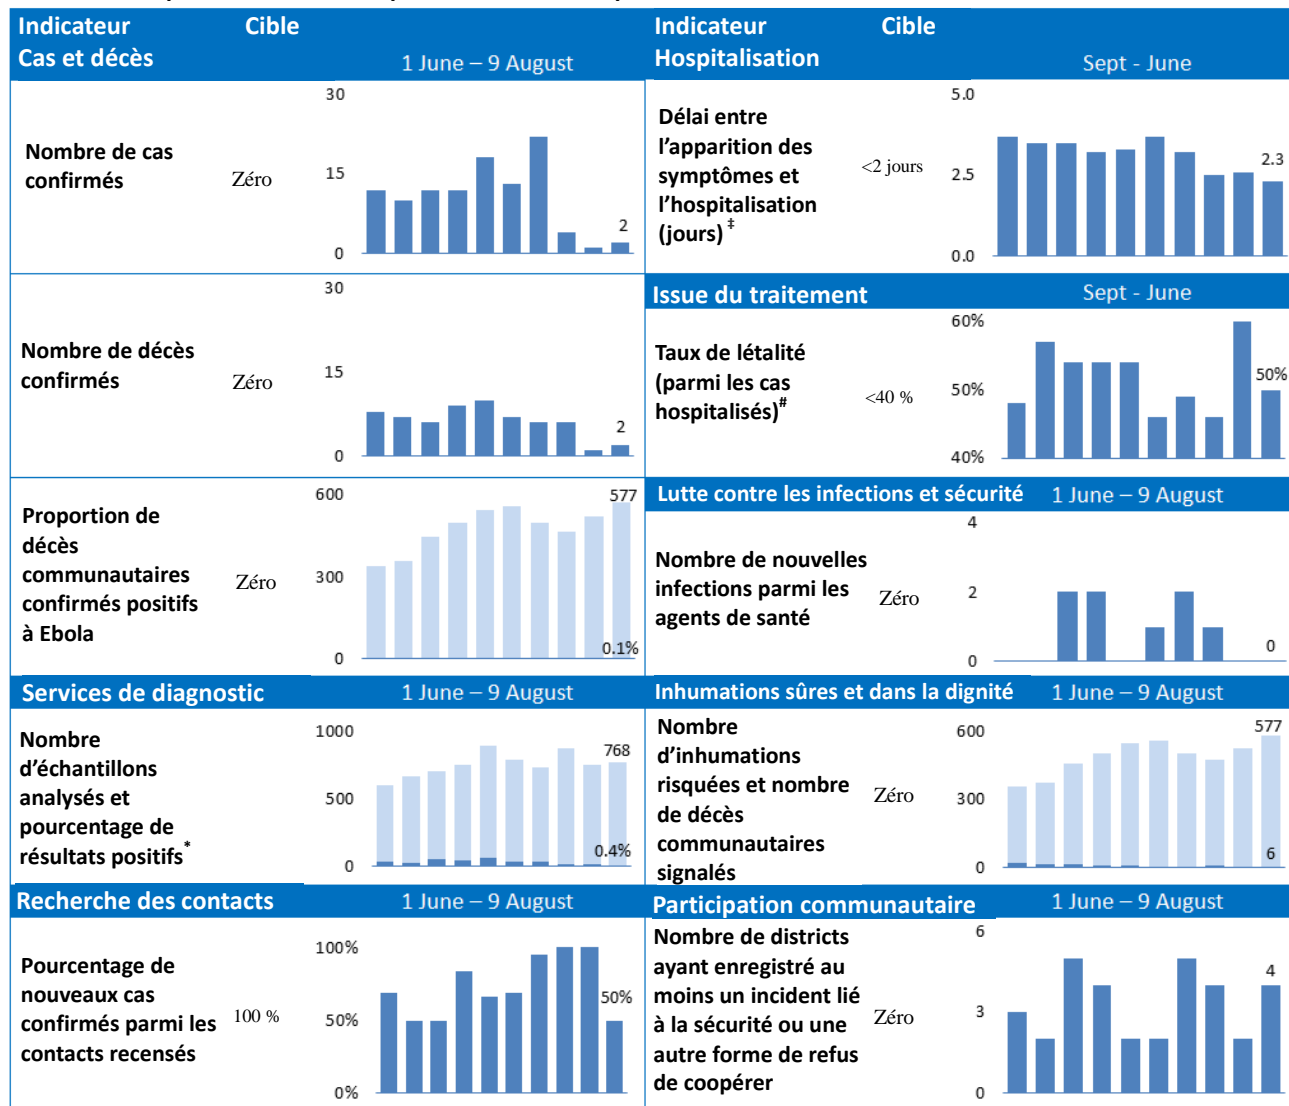 Indicateur Cible
Cas et décès 1 June – 9 August
Nombre de cas
confirmés
Zéro
30
15
0
2
Nombre de décès
confirmés
Zéro
30
15
0
2
Proportion de
décès
communautaires
confirmés positifs
à Ebola
Zéro
600
300
0
577
0.1%
Services de diagnostic 1 June – 9 August
Nombre
d’échantillons
analysés et
pourcentage de
résultats positifs*
1000
500
0
768
0.4%
Recherche des contacts 1 June – 9 August
Pourcentage de
nouveaux cas
confirmés parmi les
contacts recensés
100 %
100%
50%
0%
50%
Indicateur Cible
Hospitalisation Sept - June
Délai entre
l’apparition des
symptômes et
l’hospitalisation
(jours) ‡
<2 jours
5.0
2.5
0.0
2.3
Issue du traitement Sept - June
Taux de létalité
(parmi les cas
hospitalisés)#
<40 %
60%
50%
40%
50%
Lutte contre les infections et sécurité 1 June – 9 August
Nombre de nouvelles
infections parmi les
agents de santé
Zéro
4
2
0
0
Inhumations sûres et dans la dignité 1 June – 9 August
Nombre
d’inhumations
risquées et nombre
de décès
communautaires
signalés
Zéro
600
300
0
577
6
Participation communautaire 1 June – 9 August
Nombre de districts
ayant enregistré au
moins un incident lié
à la sécurité ou une
autre forme de refus
de coopérer
Zéro
6
3
0
4